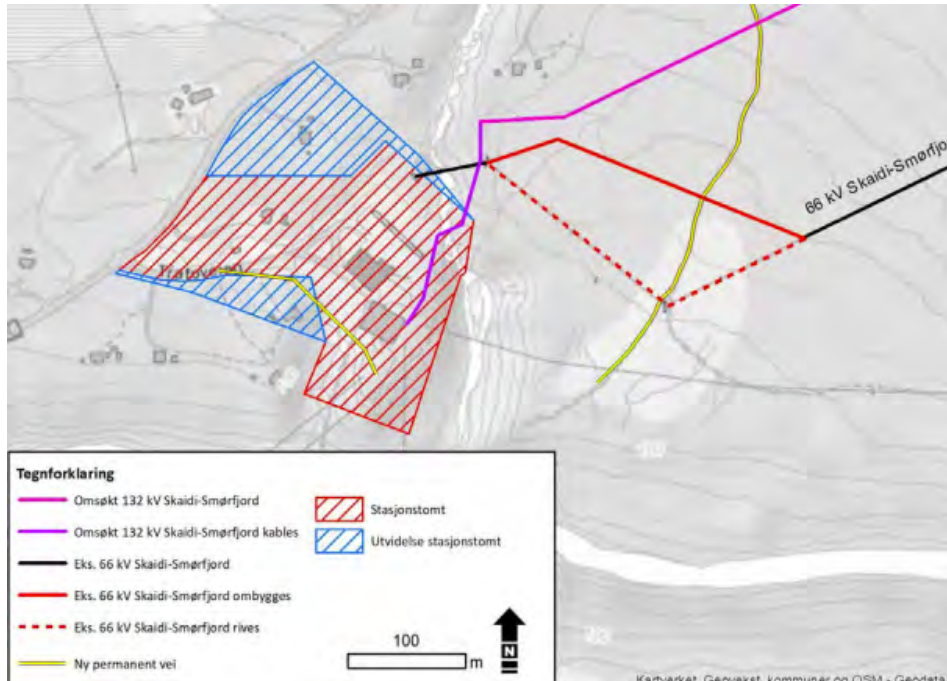 66 kV Skaidi-Smørfjo
Tegnforklaring
Omsøkt 132 kV Skaidi-Smørfjord
Omsøkt 132 kV Skaidi-Smørfjord kables
Eks. 66 kV Skaidi-Smørfjord
Eks. 66 kV Skaidi-Smørfjord ombygges
Eks. 66 kV Skaidi-Smørfjord rives
Ny permanent vei
Stasjonstomt
Utvidelse stasjonstomt
100
m
N
Kartverket, Geovekst, kommuner og OSM - Geodata